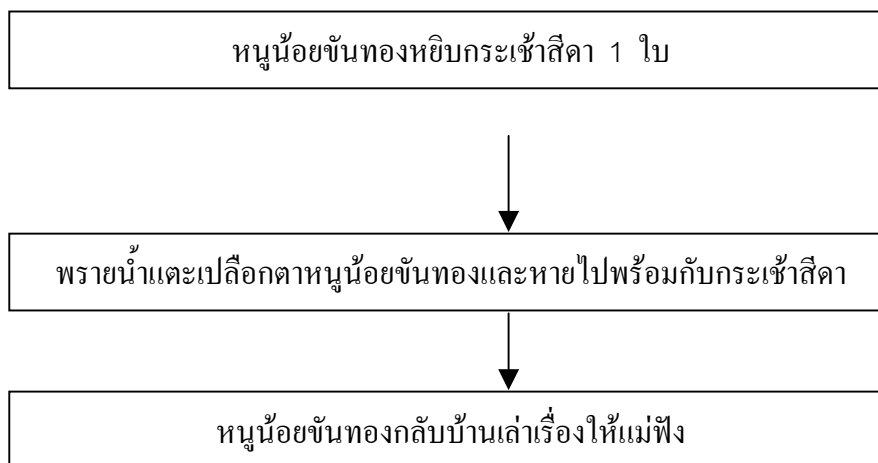 หนูน้อยขันทองหยิบกระเช้าสีดา 1 ใบ
พรายน้ำแตะเปลือกตาหนูน้อยขันทองและหายไปพร้อมกับกระเช้าสีดา
หนูน้อยขันทองกลับบ้านเล่าเรื่องให้แม่ฟัง